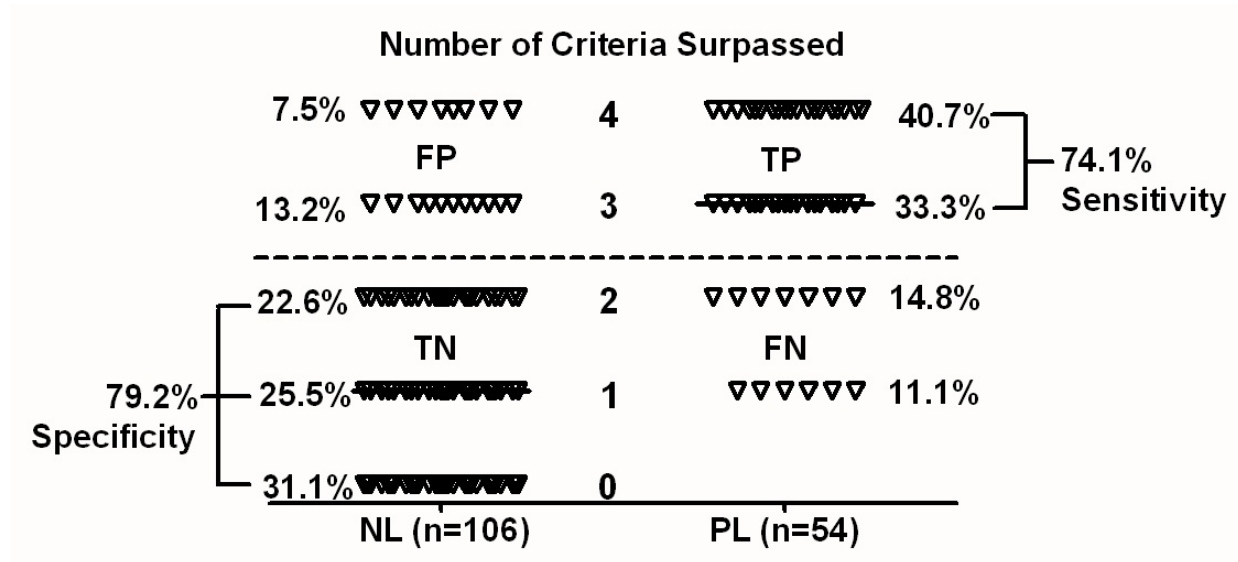 Number of Criteria Surpassed
7.5% 4 40.7%
FP TP
74.1%
Sensitivity
13.2% 3 33.3%
22.6% 2 14.8%
TN FN
79.2%
Specificity
25.5% 1 11.1%
31.1% 0
NL (n=106) PL (n=54)